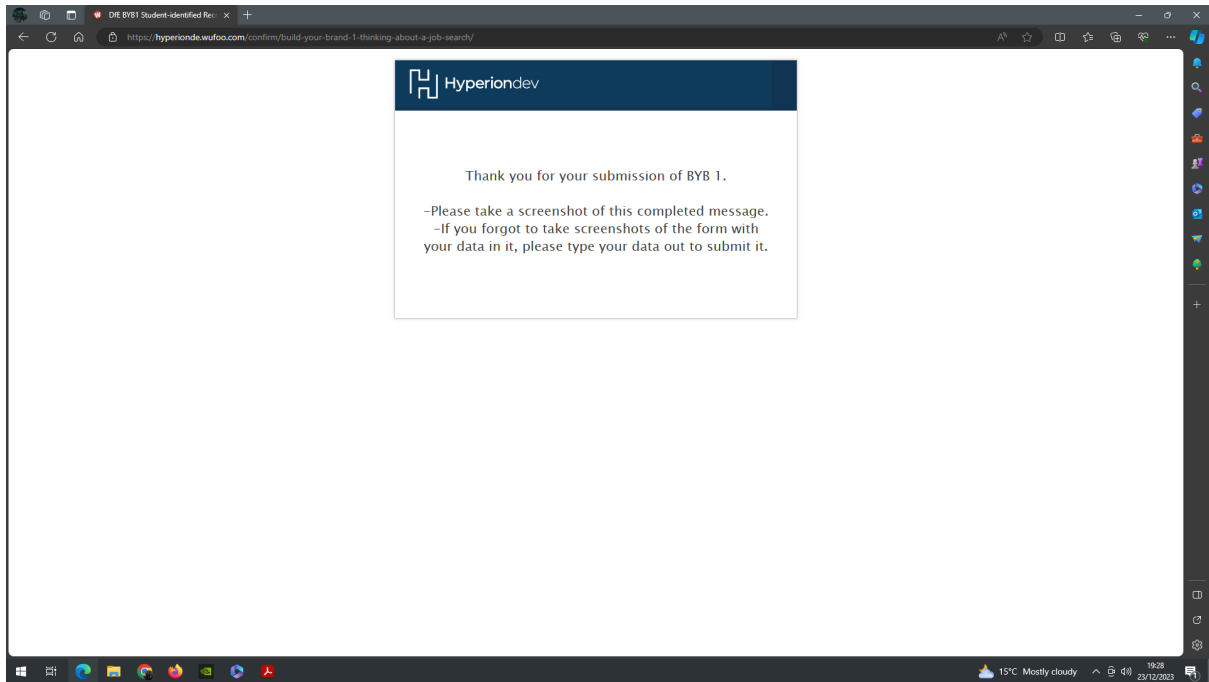 DfE BYB1 Student-identified Rec
https://hyperionde.wufoo.com/confirm/build-your-brand-1-thinking-about-a-job-search/
Hyperiondev
Thank you for your submission of BYB 1.
-Please take a screenshot of this completed message.
-If you forgot to take screenshots of the form with
your data in it, please type your data out to submit it.
15°C Mostly cloudy
19:28
23/12/2023